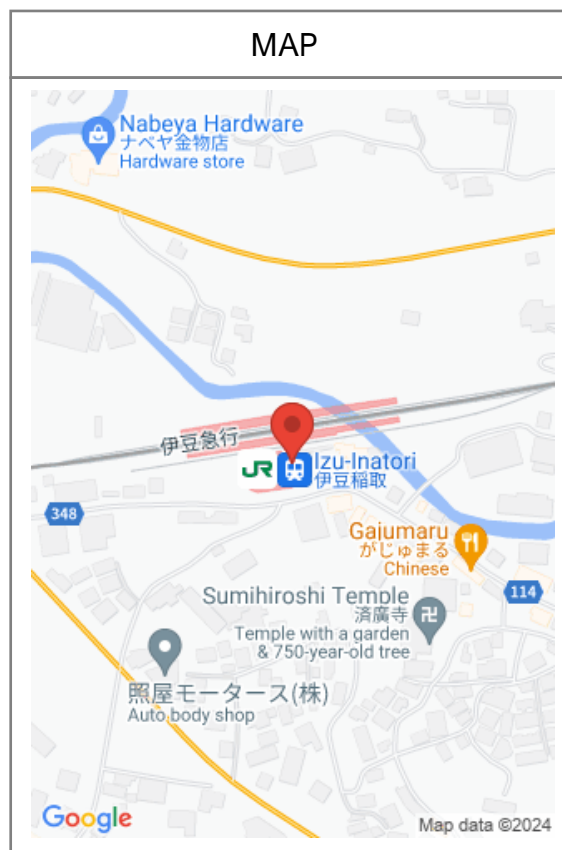 MAP
Nabeya Hardware
ナベヤ金物店
Hardware store
伊豆急行
JR
Izu-Inatori
伊豆稲取
348
Gajumaru
がじゅまる
Chinese
114
Sumihiroshi Temple
済廣寺
Temple with a garden
& 750-year-old tree
照屋モータース(株)
Auto body shop
Google
Map data ©2024